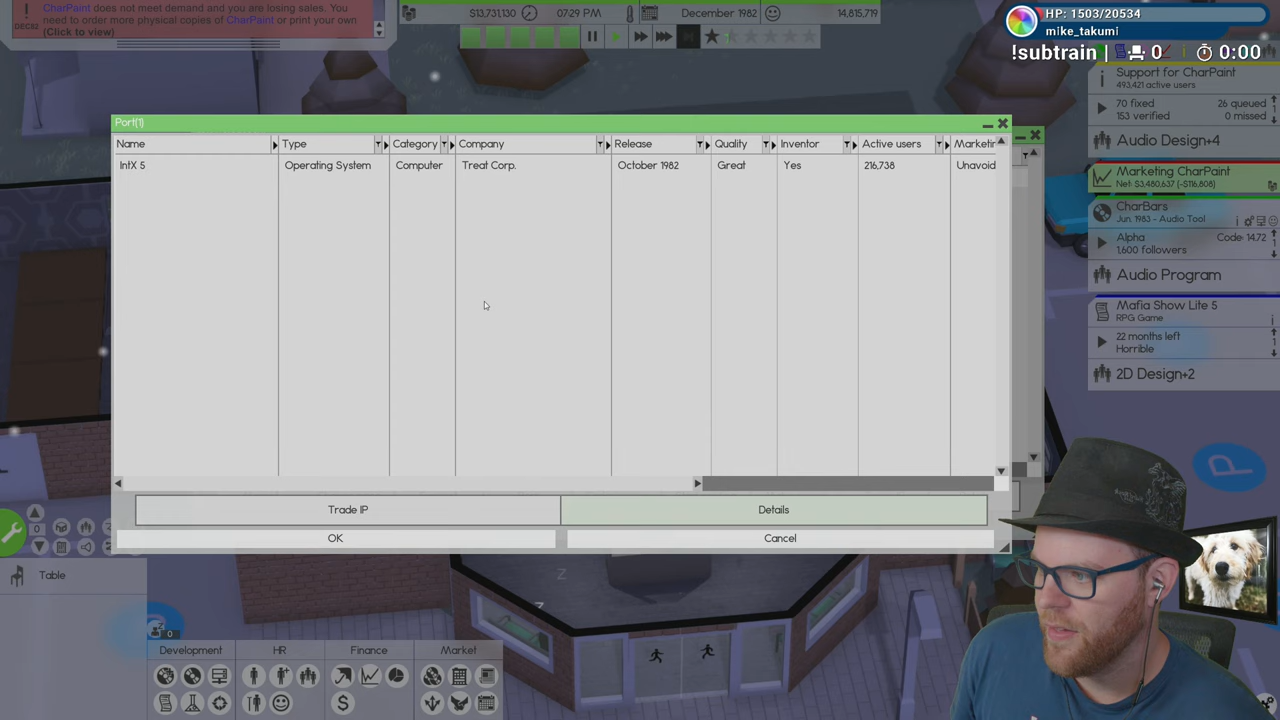 CharPaint does not meet demand and you are losing sales. You
need to order more physical copies of CharPaint or print your own
(Click to view)
DEC82
$13,731,130
07:29 PM
December 1982
14,815,719
HP: 1503/20534
mike_takumi
!subtrain | 0 0:00
Support for CharPaint
493,421 active users
70 fixed 26 queued
153 verified 0 missed
Audio Design+4
Marketing CharPaint
Net: $3,480,637 (-$116,808)
CharBars
Jun. 1983 - Audio Tool
Alpha Code: 14.72
1,600 followers
Audio Program
Mafia Show Lite 5
RPG Game
22 months left
Horrible
2D Design+2
Port(1)
Name Type Category Company Release Quality Inventor Active users Marketin
IntX 5 Operating System Computer Treat Corp. October 1982 Great Yes 216,738 Unavoid
Trade IP Details
OK Cancel
0
Table
0
Development HR Finance Market
P